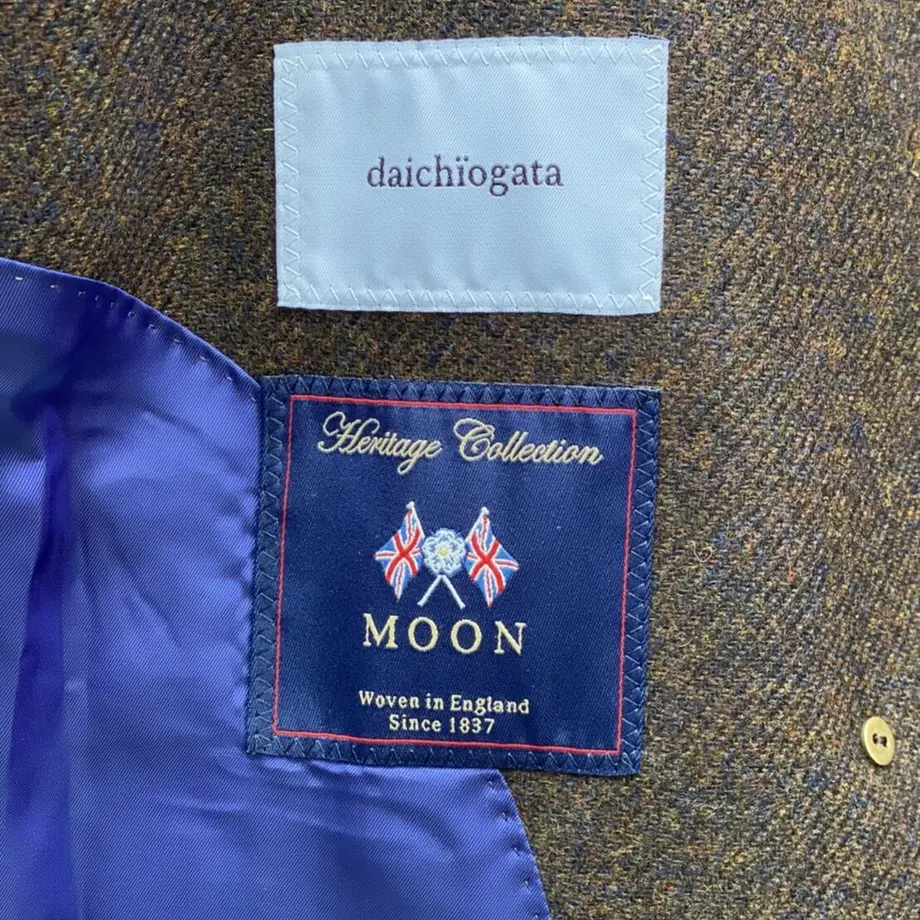 daichïogata
Heritage Collection
MOON
Woven in England
Since 1837